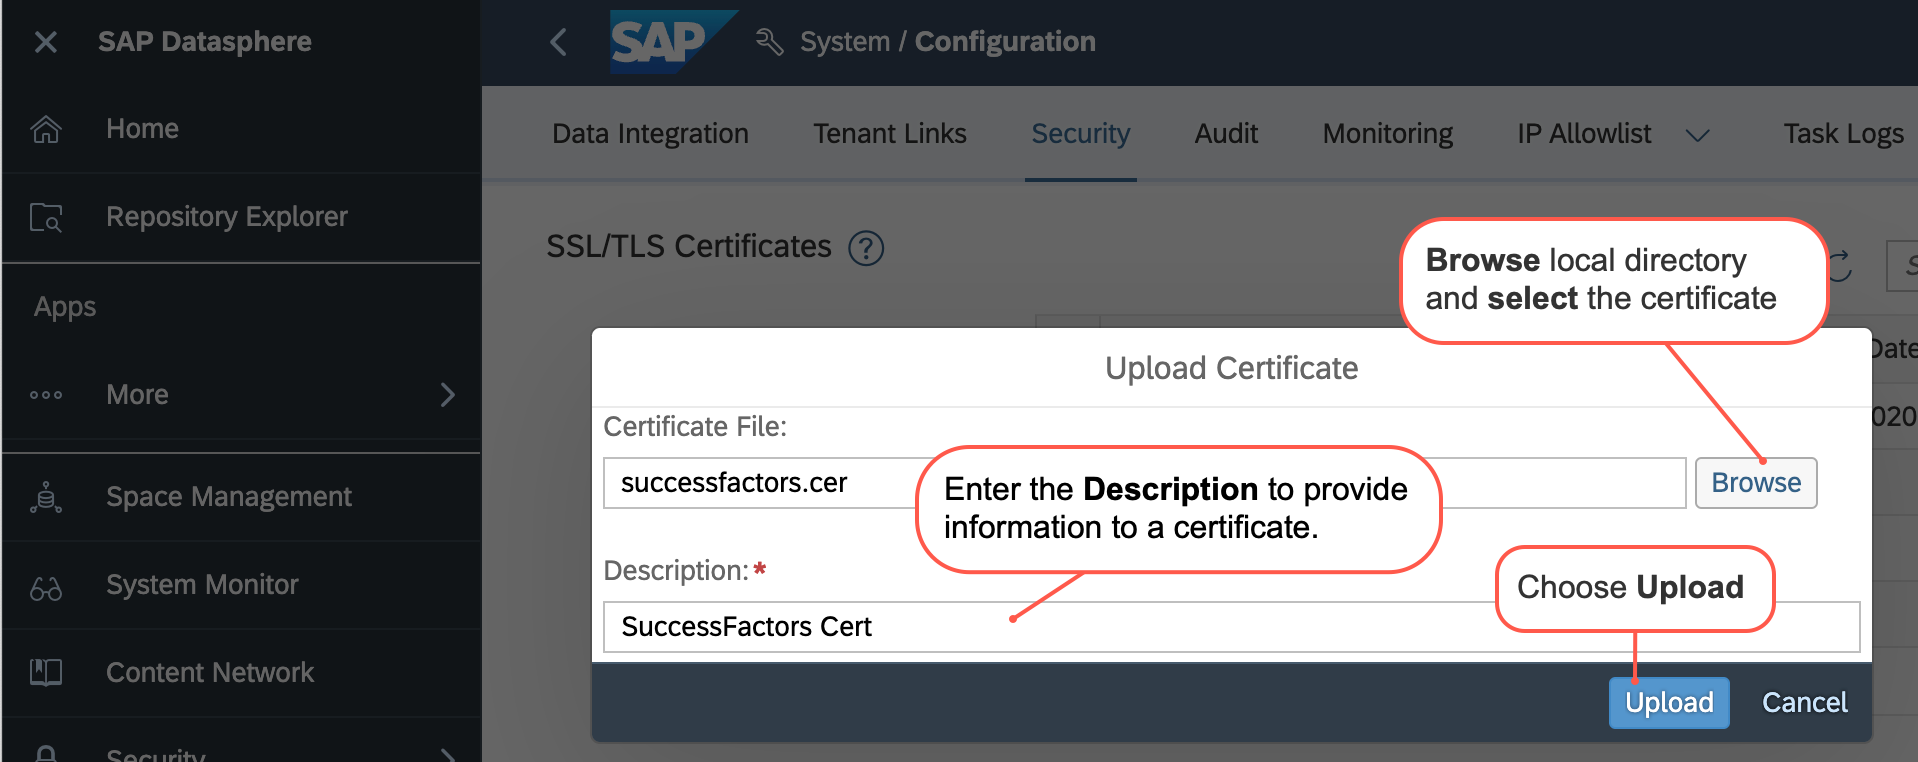 SAP Datasphere
SAP
System / Configuration
Home
Repository Explorer
Apps
More
Space Management
System Monitor
Content Network
Security
Data Integration
Tenant Links
Security
Audit
Monitoring
IP Allowlist
Task Logs
SSL/TLS Certificates
?
Browse local directory
and select the certificate
Date
020
Upload Certificate
Certificate File:
successfactors.cer
Browse
Enter the Description to provide
information to a certificate.
Description:*
SuccessFactors Cert
Choose Upload
Upload
Cancel